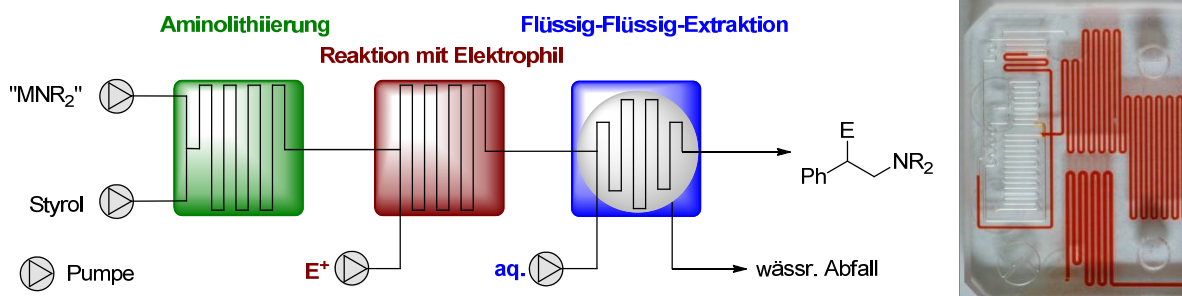 Aminolithiierung
Flüssig-Flüssig-Extraktion
Reaktion mit Elektrophil
"MNR2"
Styrol
Pumpe
E+
aq.
wässr. Abfall
E
Ph
NR2